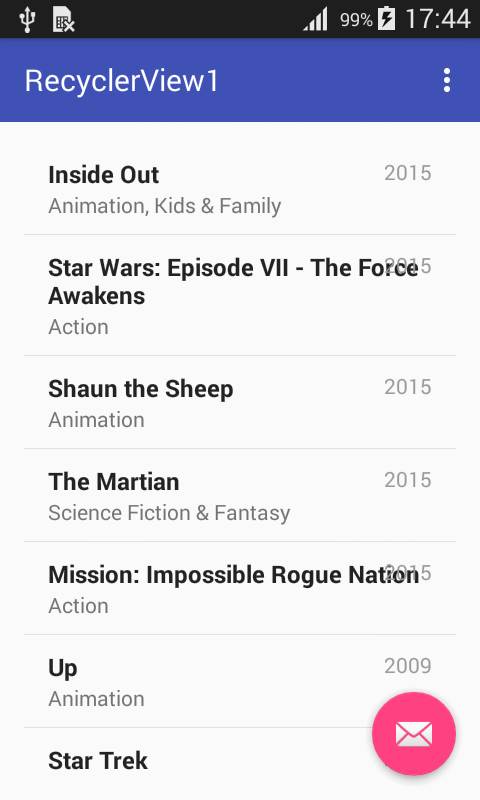 99% 17:44
RecyclerView1
Inside Out 2015
Animation, Kids & Family
Star Wars: Episode VII - The Force 2015
Awakens
Action
Shaun the Sheep 2015
Animation
The Martian 2015
Science Fiction & Fantasy
Mission: Impossible Rogue Nation 2015
Action
Up 2009
Animation
Star Trek